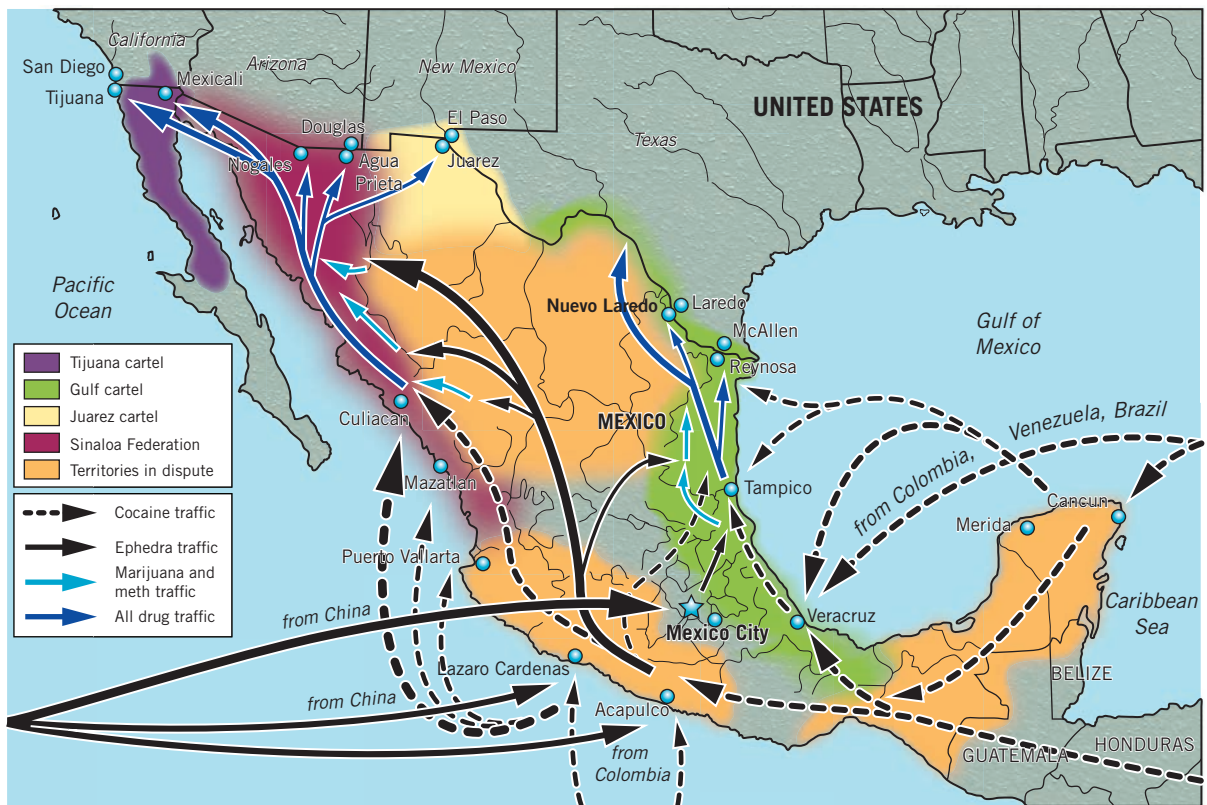 California
San Diego
Tijuana
Mexicali
Arizona
New Mexico
UNITED STATES
Texas
Douglas
El Paso
Nogales
Agua
Prieta
Juarez
Pacific
Ocean
Nuevo Laredo
Laredo
McAllen
Reynosa
Gulf of
Mexico
Tijuana cartel
Gulf cartel
Juarez cartel
Sinaloa Federation
Territories in dispute
Cocaine traffic
Ephedra traffic
Marijuana and
meth traffic
All drug traffic
Culiacan
MEXICO
Mazatlan
Tampico
Venezuela, Brazil
from Colombia,
Cancun
Merida
Puerto Vallarta
from China
Mexico City
Veracruz
Caribbean
Sea
Lazaro Cardenas
from China
Acapulco
from
Colombia
BELIZE
GUATEMALA
HONDURAS